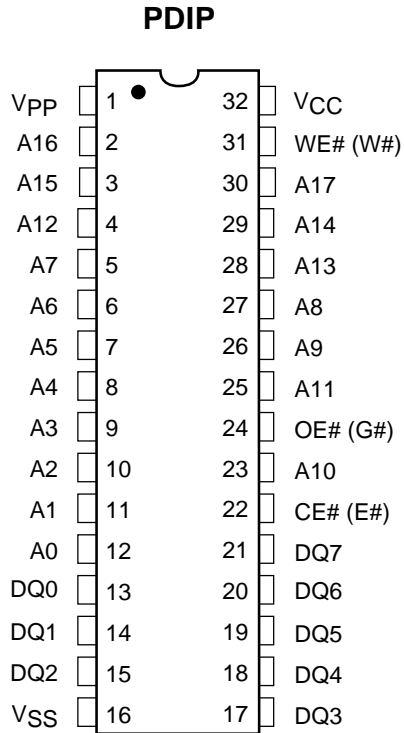 PDIP
VPP 1 32 VCC
A16 2 31 WE# (W#)
A15 3 30 A17
A12 4 29 A14
A7 5 28 A13
A6 6 27 A8
A5 7 26 A9
A4 8 25 A11
A3 9 24 OE# (G#)
A2 10 23 A10
A1 11 22 CE# (E#)
A0 12 21 DQ7
DQ0 13 20 DQ6
DQ1 14 19 DQ5
DQ2 15 18 DQ4
VSS 16 17 DQ3